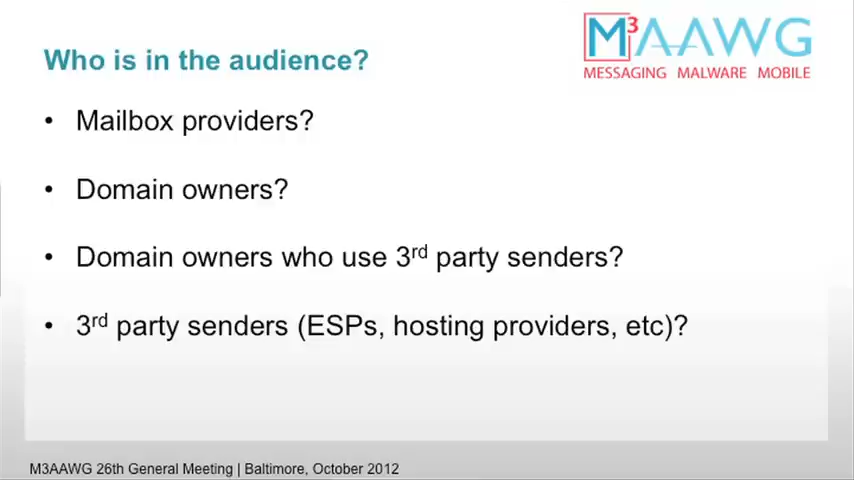 Who is in the audience?
M3AAWG
MESSAGING MALWARE MOBILE
• Mailbox providers?
• Domain owners?
• Domain owners who use 3rd party senders?
• 3rd party senders (ESPs, hosting providers, etc)?
M3AAWG 26th General Meeting | Baltimore, October 2012